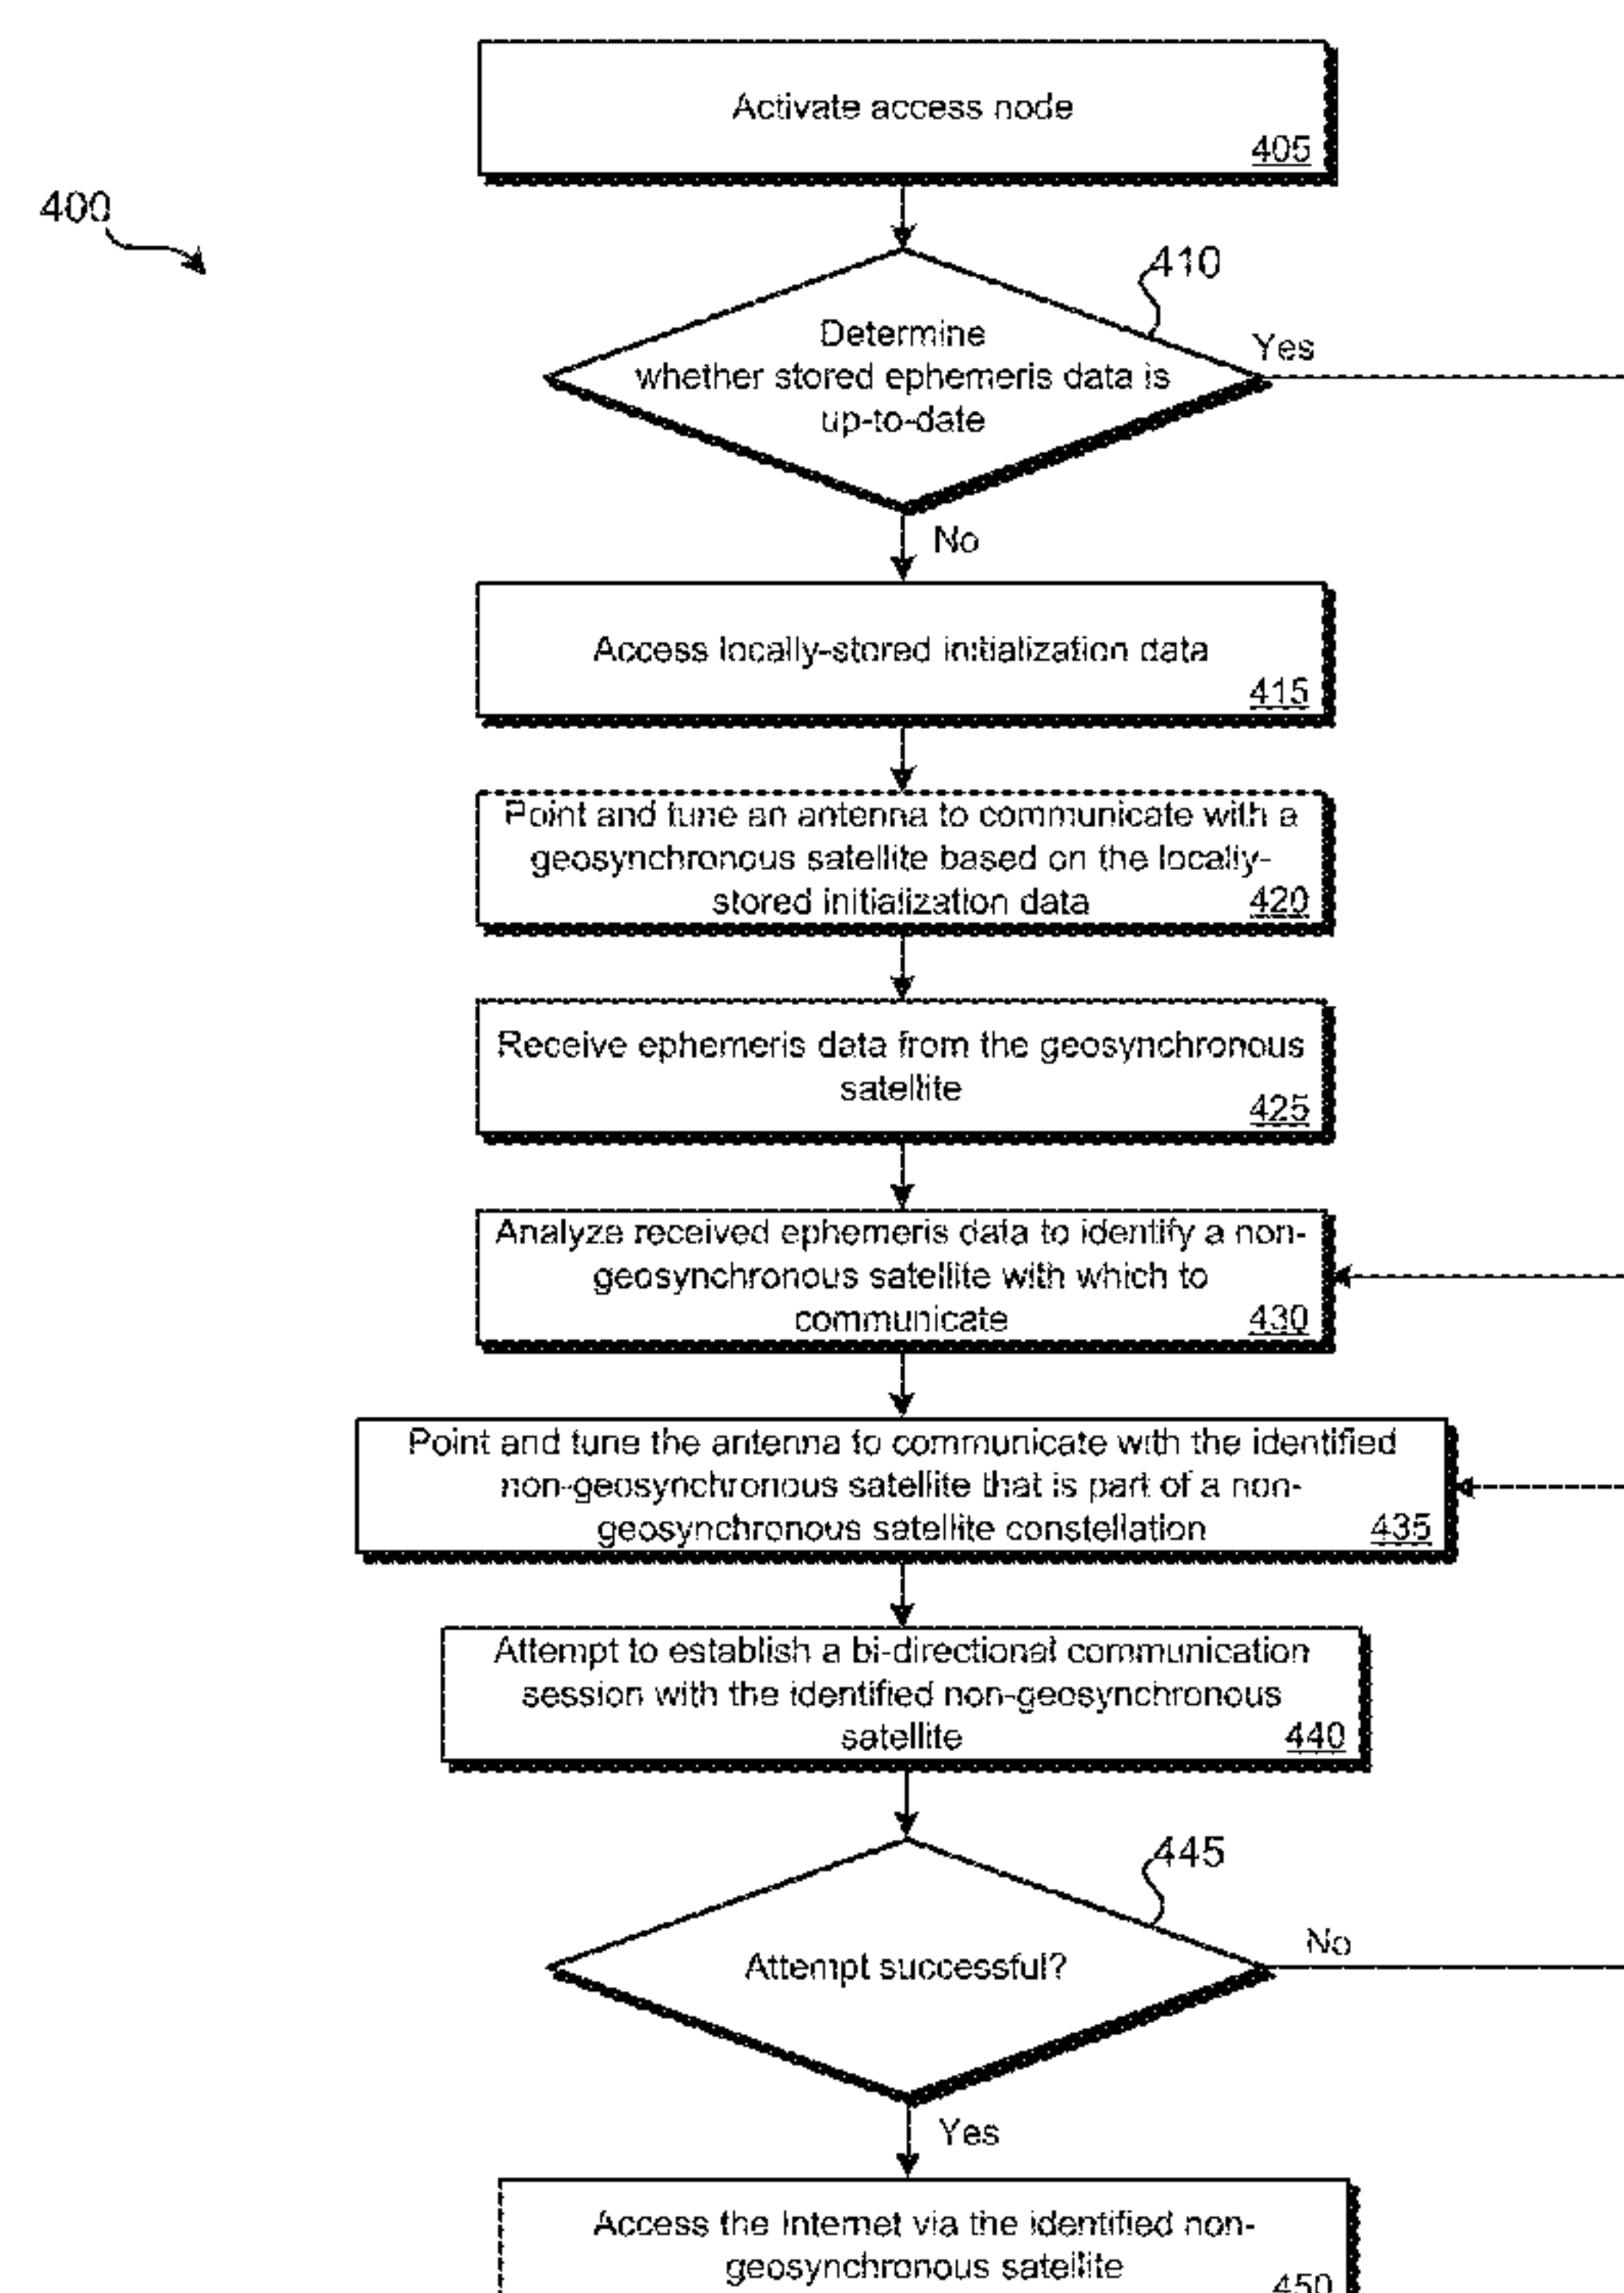 Activate access node
405
400
410
Determine
whether stored ephemeris data is
up-to-date
Yes
No
Access locally-stored initialization data
415
Point and tune an antenna to communicate with a
geosynchronous satellite based on the locally-
stored initialization data
420
Receive ephemeris data from the geosynchronous
satellite
425
Analyze received ephemeris data to identify a non-
geosynchronous satellite with which to
communicate
430
Point and tune the antenna to communicate with the identified
non-geosynchronous satellite that is part of a non-
geosynchronous satellite constellation
435
Attempt to establish a bi-directional communication
session with the identified non-geosynchronous
satellite
440
445
Attempt successful?
No
Yes
Access the Internet via the identified non-
geosynchronous satellite
450